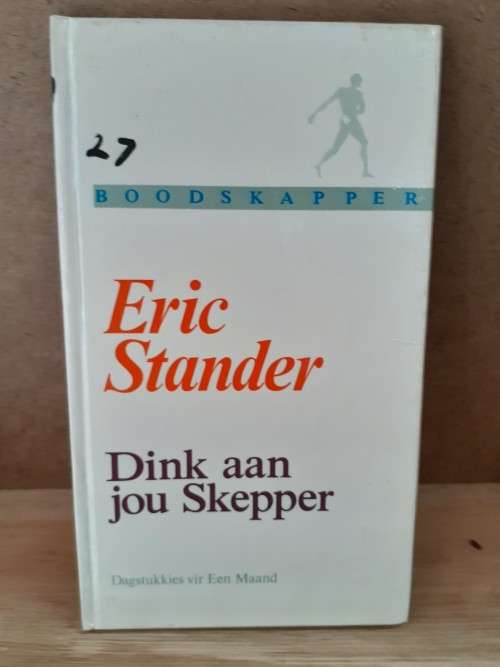 27
BOODSKAPPER
Eric
Stander
Dink aan
jou Skepper
Dagstukkies vir Een Maand